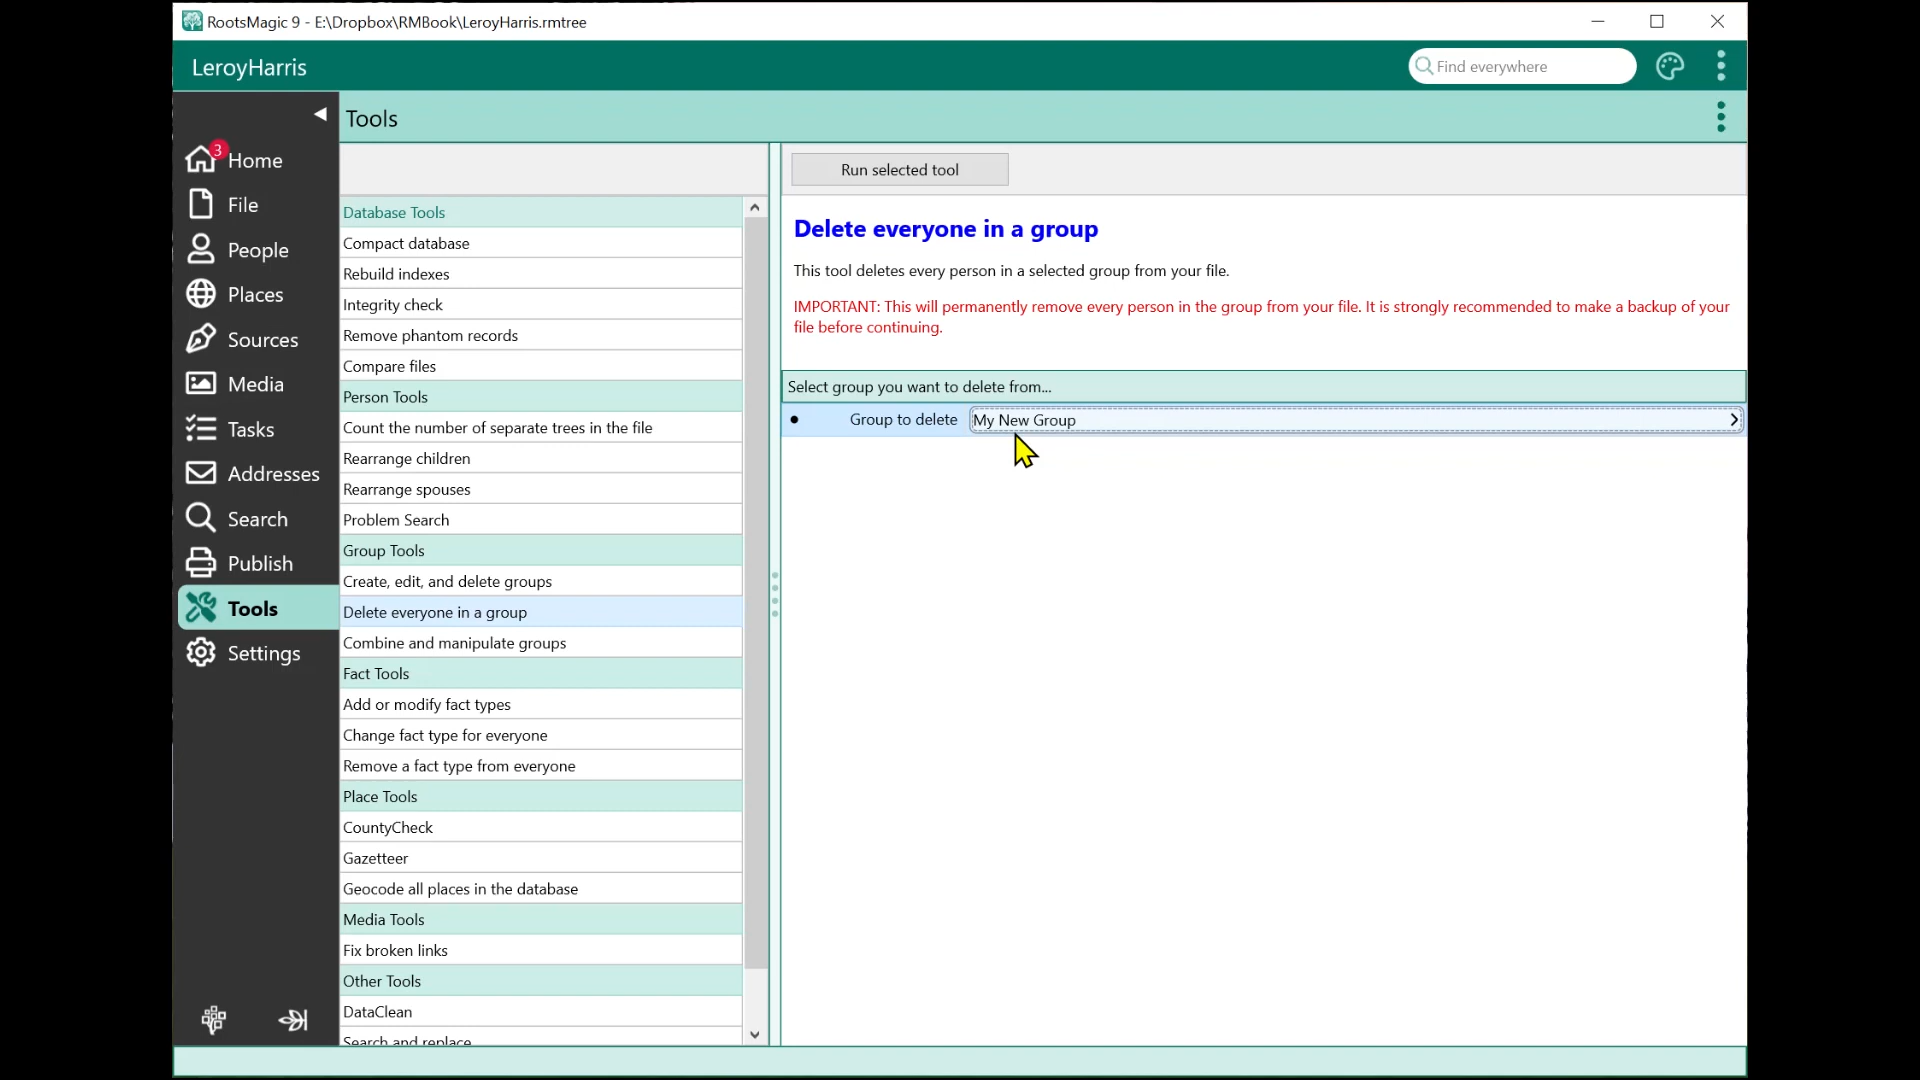 RootsMagic 9 - E:\Dropbox\RMBook\LeroyHarris.rmtree
LeroyHarris
Find everywhere
Tools
3
Home
File
People
Places
Sources
Media
Tasks
Addresses
Search
Publish
Tools
Settings
Database Tools
Compact database
Rebuild indexes
Integrity check
Remove phantom records
Compare files
Person Tools
Count the number of separate trees in the file
Rearrange children
Rearrange spouses
Problem Search
Group Tools
Create, edit, and delete groups
Delete everyone in a group
Combine and manipulate groups
Fact Tools
Add or modify fact types
Change fact type for everyone
Remove a fact type from everyone
Place Tools
CountyCheck
Gazetteer
Geocode all places in the database
Media Tools
Fix broken links
Other Tools
DataClean
Search and replace
Run selected tool
Delete everyone in a group
This tool deletes every person in a selected group from your file.
IMPORTANT: This will permanently remove every person in the group from your file. It is strongly recommended to make a backup of your
file before continuing.
Select group you want to delete from...
Group to delete My New Group